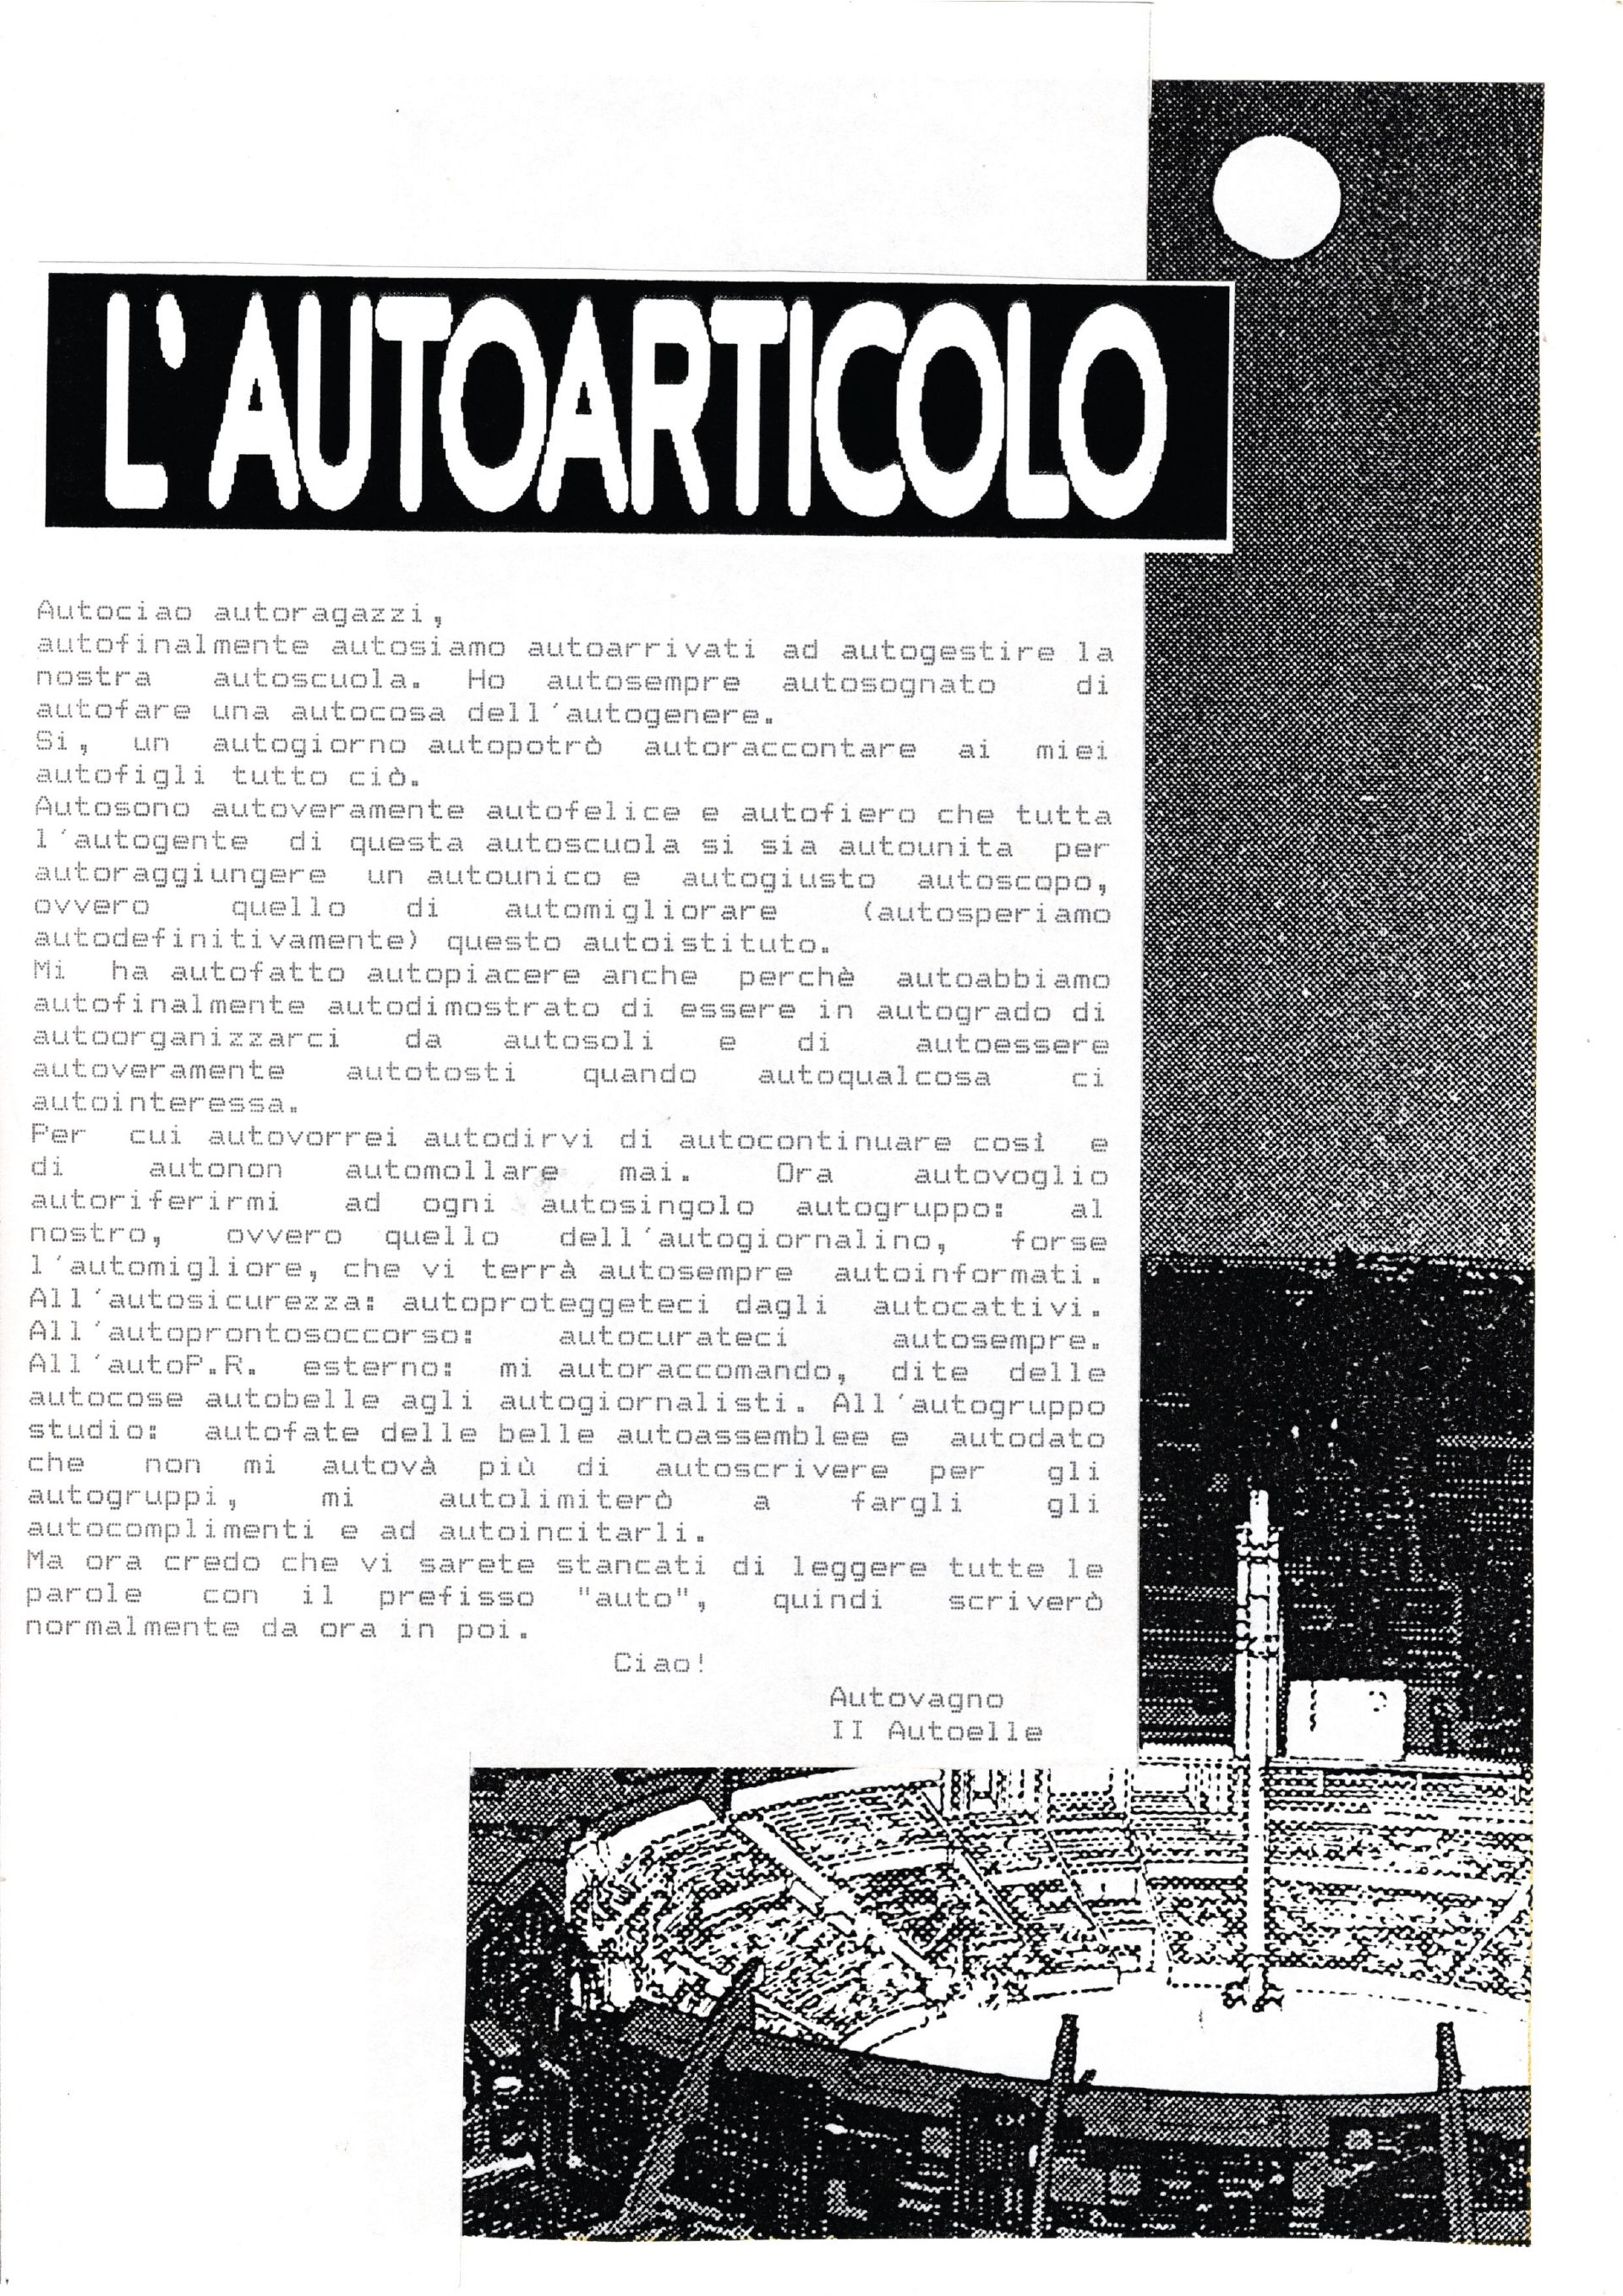 L'AUTOARTICOLO
Autociao autoragazzi,
autofinalmente autosiamo autoarrivati ad autogestire la
nostra autoscuola. Ho autosempre autosognato di
autofare una autocosa dell'autogenere.
Si, un autogiorno autopotrò autoraccontare ai miei
autofigli tutto ciò.
Autosono autoveramente autofelice e autofiero che tutta
l'autogente di questa autoscuola si sia autounita per
autoraggiungere un autounico e autogiusto autoscopo,
ovvero quello di automigliorare (autosperiamo
autodefinitivamente) questo autoistituto.
Mi ha autofatto autopiacere anche perchè autoabbiamo
autofinalmente autodimostrato di essere in autogrado di
autoorganizzarci da autosoli e di autoessere
autoveramente autotosti quando autoqualcosa ci
autointeressa.
Per cui autovorrei autodirvi di autocontinuare così e
di autonon automollare mai. Ora autovoglio
autoriferirmi ad ogni autosingolo autogruppo: al
nostro, ovvero quello dell'autogiornalino, forse
l'automigliore, che vi terrà autosempre autoinformati.
All'autosicurezza: autoproteggeteci dagli autocattivi.
All'autoprontosoccorso: autocurateci autosempre.
All'autoP.R. esterno: mi autoraccomando, dite delle
autocose autobelle agli autogiornalisti. All'autogruppo
studio: autofate delle belle autoassemblee e autodato
che non mi autovà più di autoscrivere per gli
autogruppi, mi autolimiterò a fargli gli
autocomplimenti e ad autoincitarli.
Ma ora credo che vi sarete stancati di leggere tutte le
parole con il prefisso "auto", quindi scriverò
normalmente da ora in poi.
Ciao!
Autovagno
II Autoelle